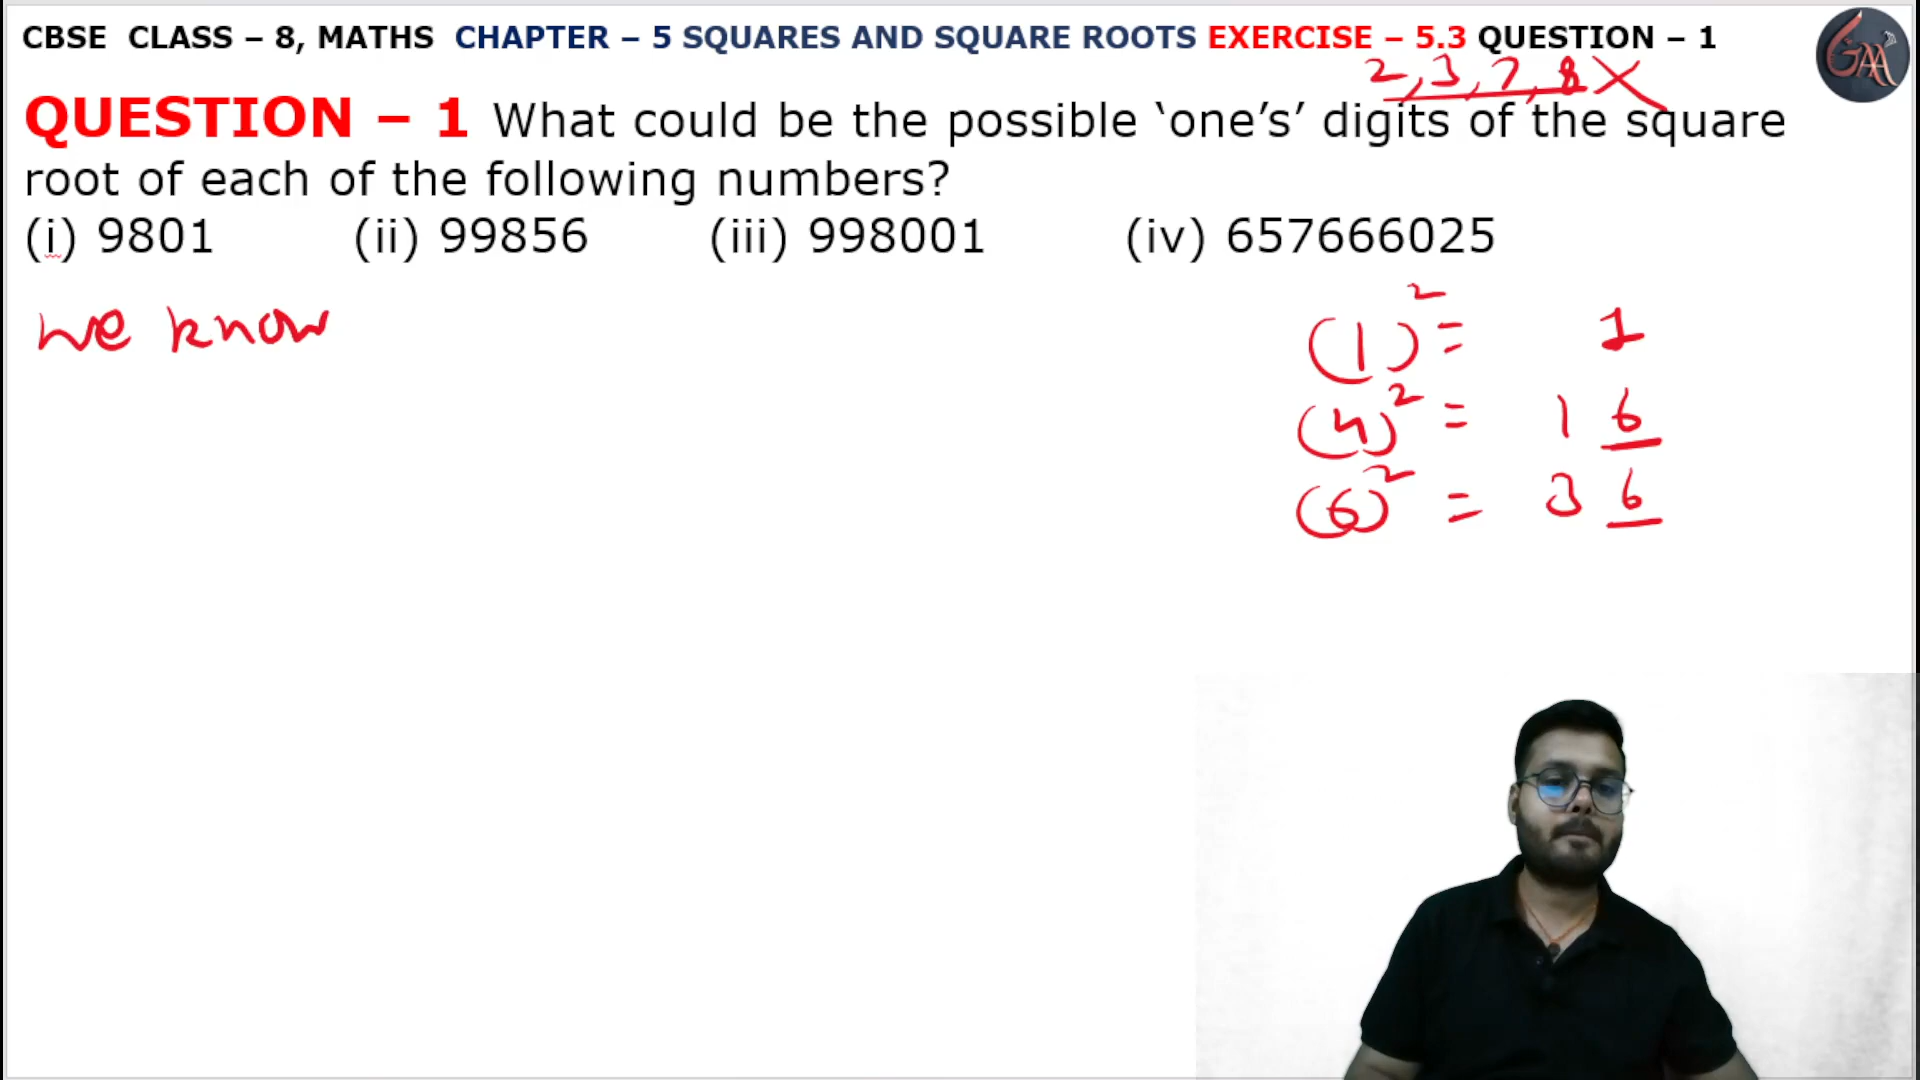 CBSE CLASS – 8, MATHS CHAPTER – 5 SQUARES AND SQUARE ROOTS EXERCISE – 5.3 QUESTION – 1
2, 3, 7, 8 X
QUESTION – 1 What could be the possible ‘one’s’ digits of the square
root of each of the following numbers?
(i) 9801 (ii) 99856 (iii) 998001 (iv) 657666025
we know
(1)² = 1
(4)² = 16
(6)² = 36
GAA